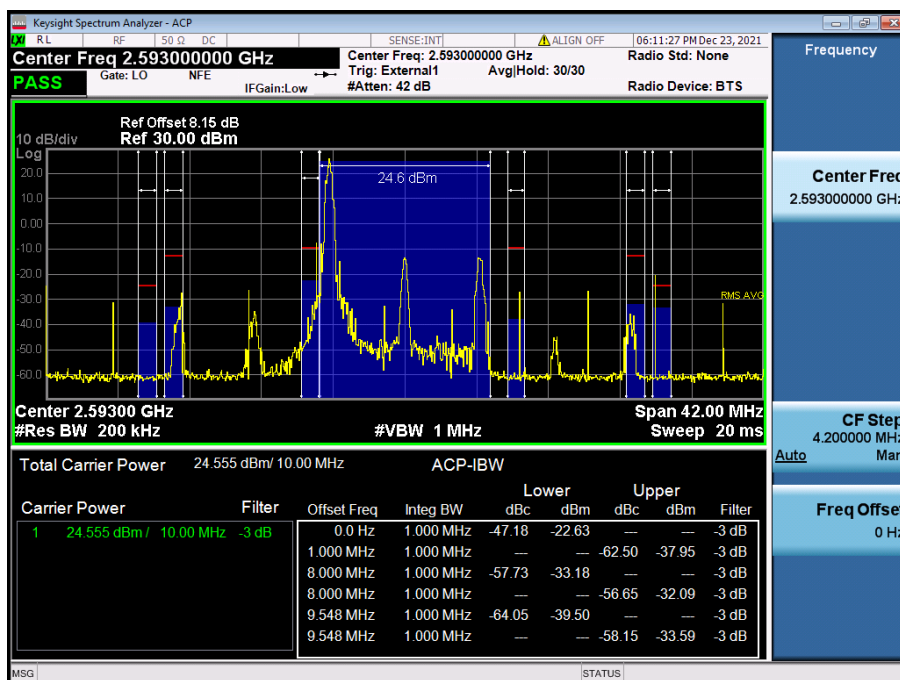 Keysight Spectrum Analyzer - ACP
LXI RL RF 50 Ω DC SENSE:INT ALIGN OFF 06:11:27 PM Dec 23, 2021
Center Freq 2.593000000 GHz
Center Freq: 2.593000000 GHz Radio Std: None
PASS Gate: LO NFE Trig: External1 Avg|Hold: 30/30
IFGain:Low #Atten: 42 dB Radio Device: BTS
Frequency
Ref Offset 8.15 dB
10 dB/div Ref 30.00 dBm
Log
24.6 dBm
20.0
10.0
0.00
-10.0
-20.0
-30.0
-40.0
-50.0
-60.0
RMS AVG
Center 2.59300 GHz Span 42.00 MHz
#Res BW 200 kHz #VBW 1 MHz Sweep 20 ms
Center Freq
2.593000000 GHz
CF Step
4.200000 MHz
Auto Man
Freq Offset
0 Hz
Total Carrier Power 24.555 dBm/ 10.00 MHz ACP-IBW
Lower Upper
Carrier Power Filter Offset Freq Integ BW dBc dBm dBc dBm Filter
1 24.555 dBm / 10.00 MHz -3 dB 0.0 Hz 1.000 MHz -47.18 -22.63 --- --- -3 dB
1.000 MHz 1.000 MHz --- --- -62.50 -37.95 -3 dB
8.000 MHz 1.000 MHz -57.73 -33.18 --- --- -3 dB
8.000 MHz 1.000 MHz --- --- -56.65 -32.09 -3 dB
9.548 MHz 1.000 MHz -64.05 -39.50 --- --- -3 dB
9.548 MHz 1.000 MHz --- --- -58.15 -33.59 -3 dB
MSG STATUS